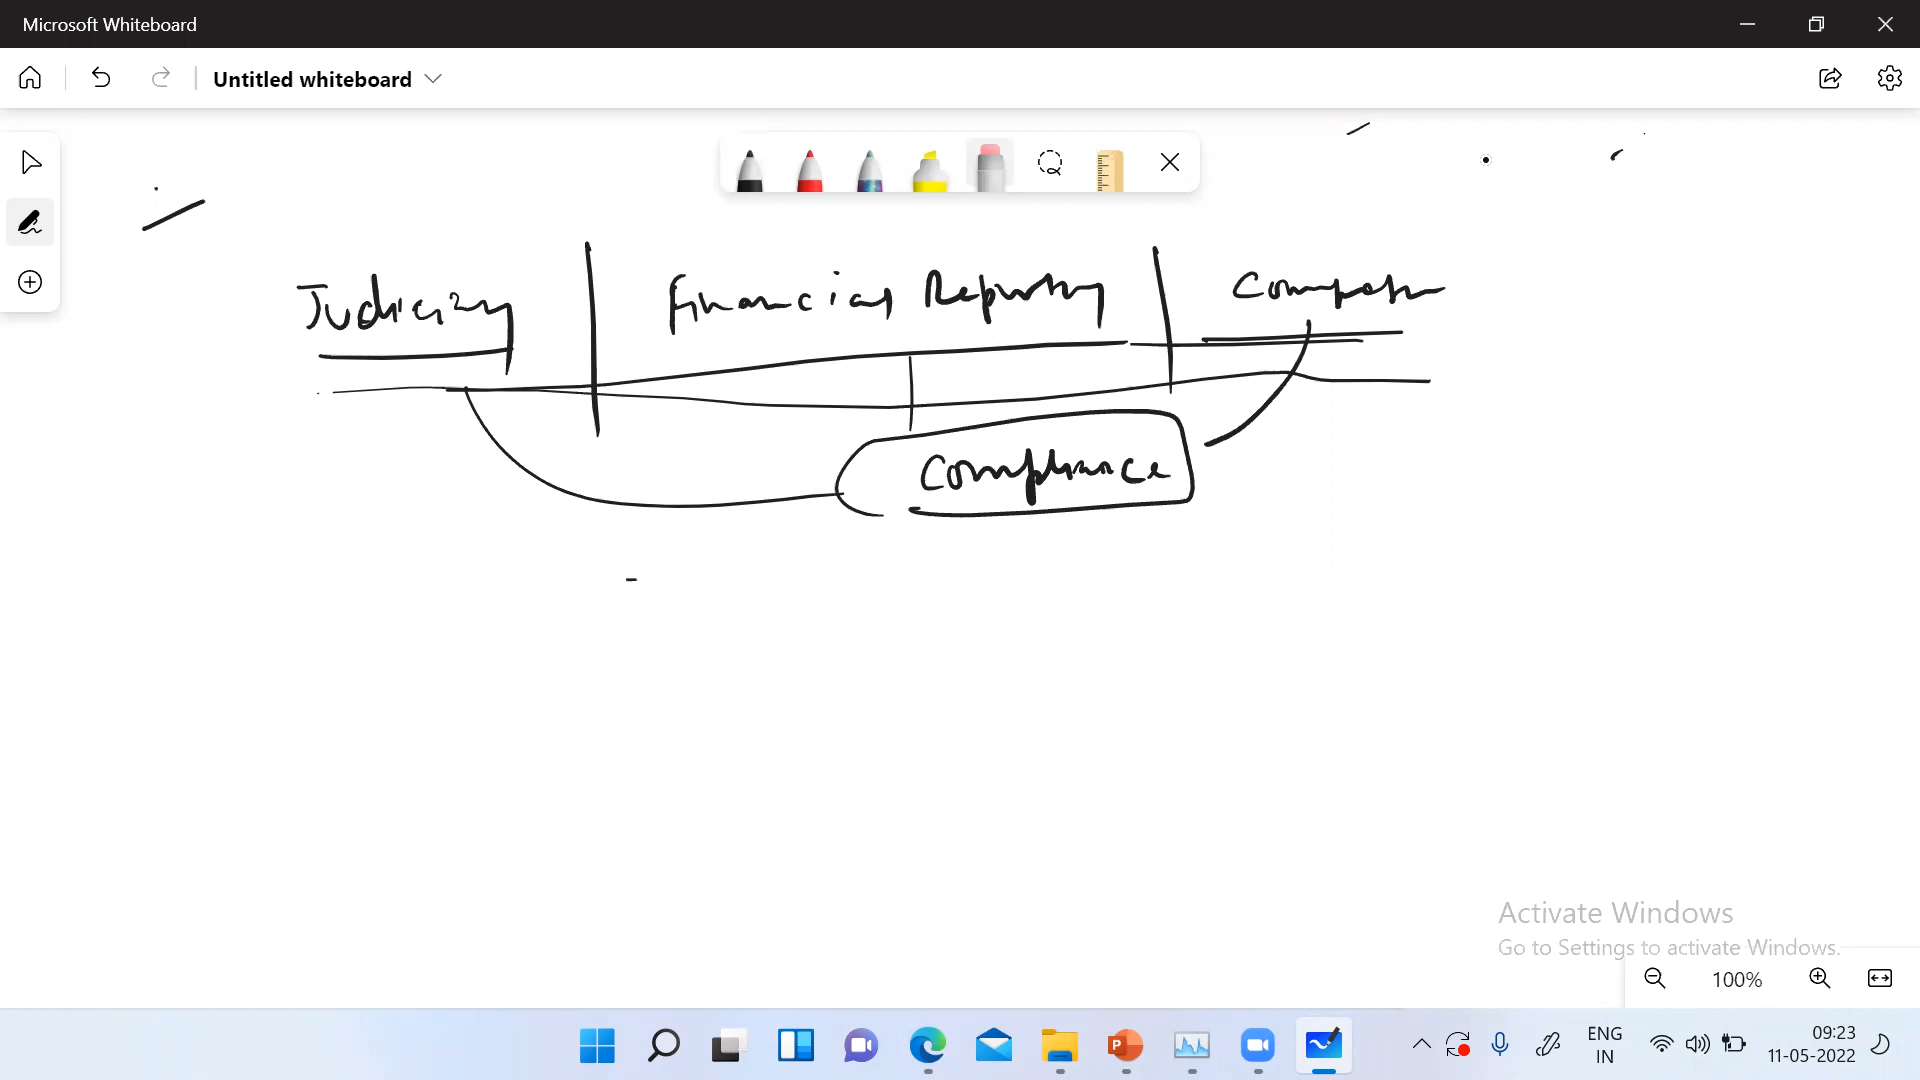 Microsoft Whiteboard
Untitled whiteboard
Judiciary Financial Reporting
Compliance
Activate Windows
Go to Settings to activate Windows.
100%
ENG
IN
09:23
11-05-2022